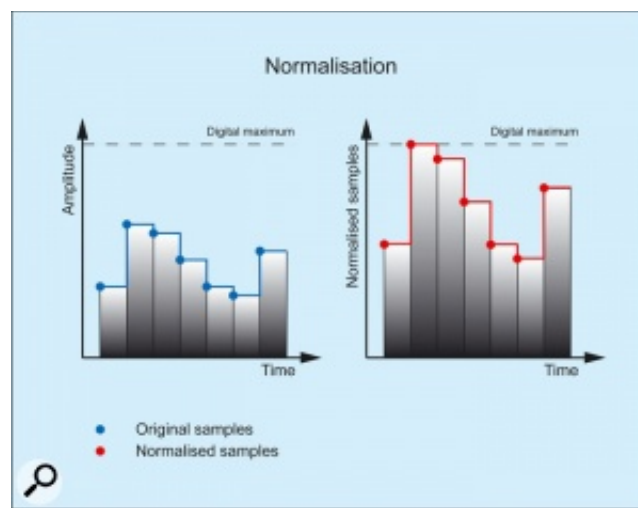 Normalisation
Digital maximum
Amplitude
Time
Digital maximum
Normalised samples
Time
Original samples
Normalised samples